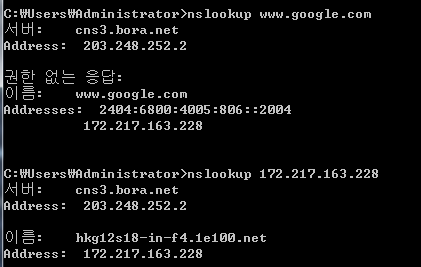 C:₩Users₩Administrator>nslookup www.google.com
서버:    cns3.bora.net
Address:  203.248.252.2
권한 없는 응답:
이름:    www.google.com
Addresses:  2404:6800:4005:806::2004
172.217.163.228
C:₩Users₩Administrator>nslookup 172.217.163.228
서버:    cns3.bora.net
Address:  203.248.252.2
이름:    hkg12s18-in-f4.1e100.net
Address:  172.217.163.228